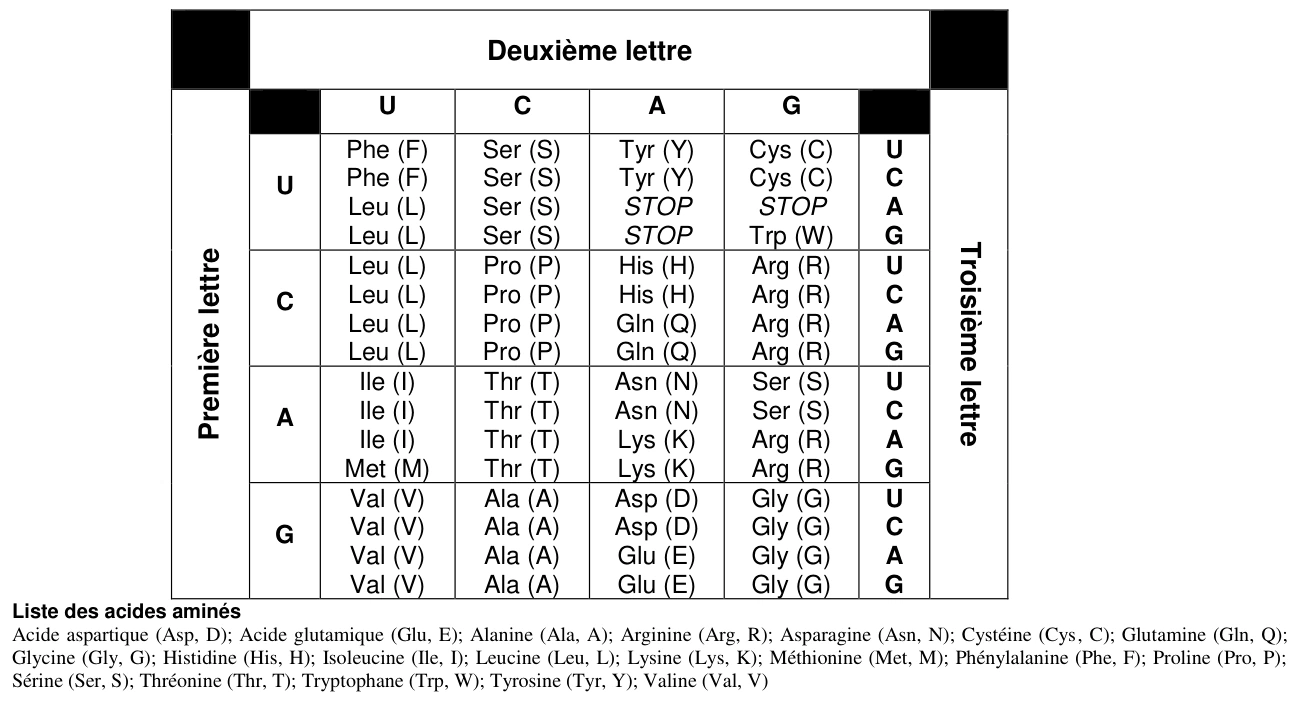 Deuxième lettre
U C A G
Première lettre
Troisième lettre
U
Phe (F) Ser (S) Tyr (Y) Cys (C) U
Phe (F) Ser (S) Tyr (Y) Cys (C) C
Leu (L) Ser (S) STOP STOP A
Leu (L) Ser (S) STOP Trp (W) G
C
Leu (L) Pro (P) His (H) Arg (R) U
Leu (L) Pro (P) His (H) Arg (R) C
Leu (L) Pro (P) Gln (Q) Arg (R) A
Leu (L) Pro (P) Gln (Q) Arg (R) G
A
Ile (I) Thr (T) Asn (N) Ser (S) U
Ile (I) Thr (T) Asn (N) Ser (S) C
Ile (I) Thr (T) Lys (K) Arg (R) A
Met (M) Thr (T) Lys (K) Arg (R) G
G
Val (V) Ala (A) Asp (D) Gly (G) U
Val (V) Ala (A) Asp (D) Gly (G) C
Val (V) Ala (A) Glu (E) Gly (G) A
Val (V) Ala (A) Glu (E) Gly (G) G
Liste des acides aminés
Acide aspartique (Asp, D); Acide glutamique (Glu, E); Alanine (Ala, A); Arginine (Arg, R); Asparagine (Asn, N); Cystéine (Cys, C); Glutamine (Gln, Q);
Glycine (Gly, G); Histidine (His, H); Isoleucine (Ile, I); Leucine (Leu, L); Lysine (Lys, K); Méthionine (Met, M); Phénylalanine (Phe, F); Proline (Pro, P);
Sérine (Ser, S); Thréonine (Thr, T); Tryptophane (Trp, W); Tyrosine (Tyr, Y); Valine (Val, V)